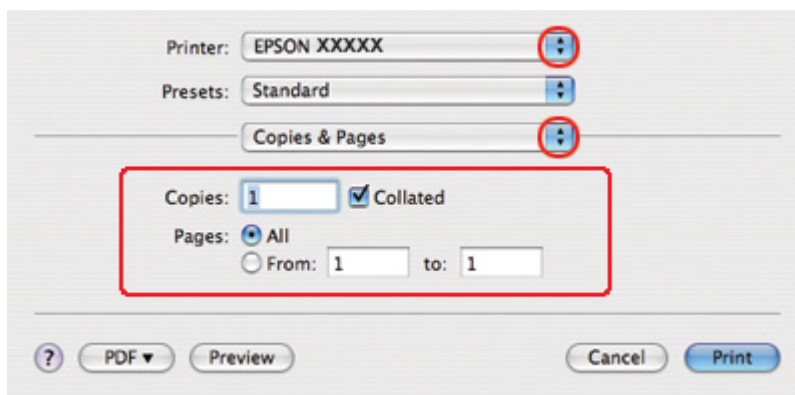 Printer: EPSON XXXXX
Presets: Standard
Copies & Pages
Copies: 1 Collated
Pages: All
From: 1 to: 1
? PDF Preview Cancel Print